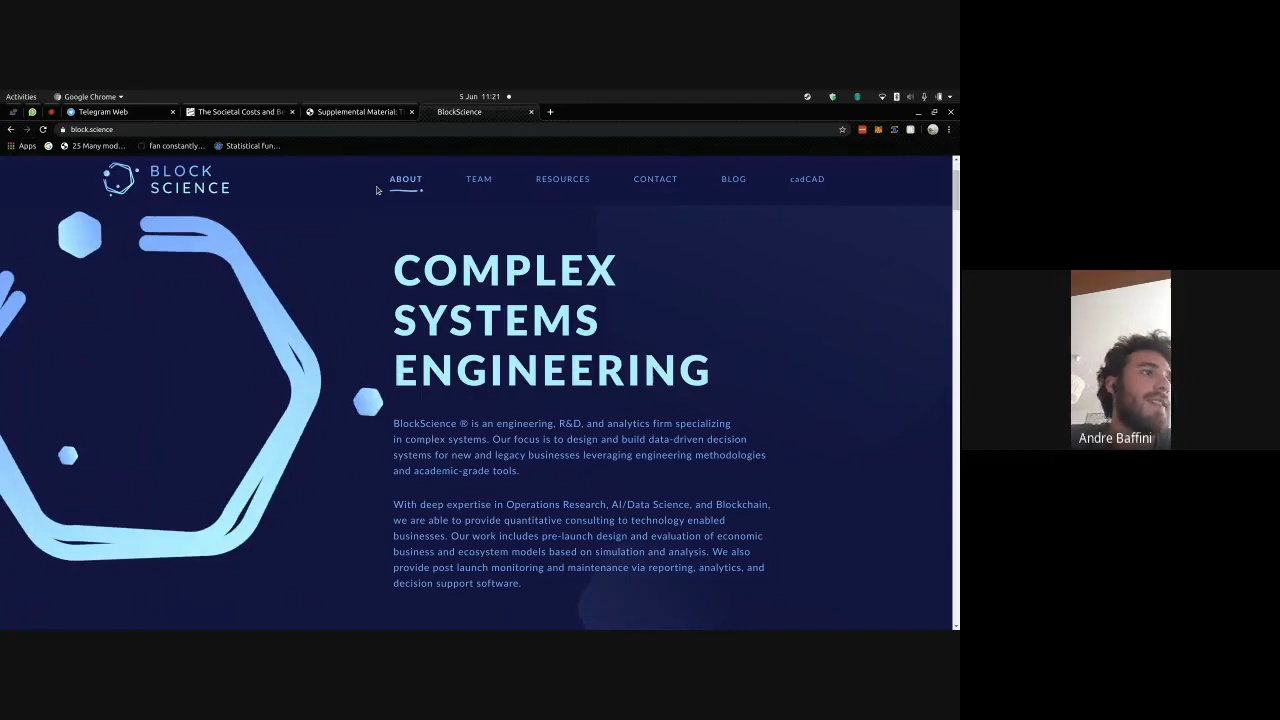 Activities Google Chrome 5 Jun 11:21
Telegram Web The Societal Costs and Be Supplemental Material: T BlockScience
block.science
Apps 25 Many mod... fan constantly... Statistical fun...
BLOCK
SCIENCE
ABOUT TEAM RESOURCES CONTACT BLOG cadCAD
COMPLEX
SYSTEMS
ENGINEERING
BlockScience ® is an engineering, R&D, and analytics firm specializing
in complex systems. Our focus is to design and build data-driven decision
systems for new and legacy businesses leveraging engineering methodologies
and academic-grade tools.
With deep expertise in Operations Research, AI/Data Science, and Blockchain,
we are able to provide quantitative consulting to technology enabled
businesses. Our work includes pre-launch design and evaluation of economic
business and ecosystem models based on simulation and analysis. We also
provide post launch monitoring and maintenance via reporting, analytics, and
decision support software.
Andre Baffini